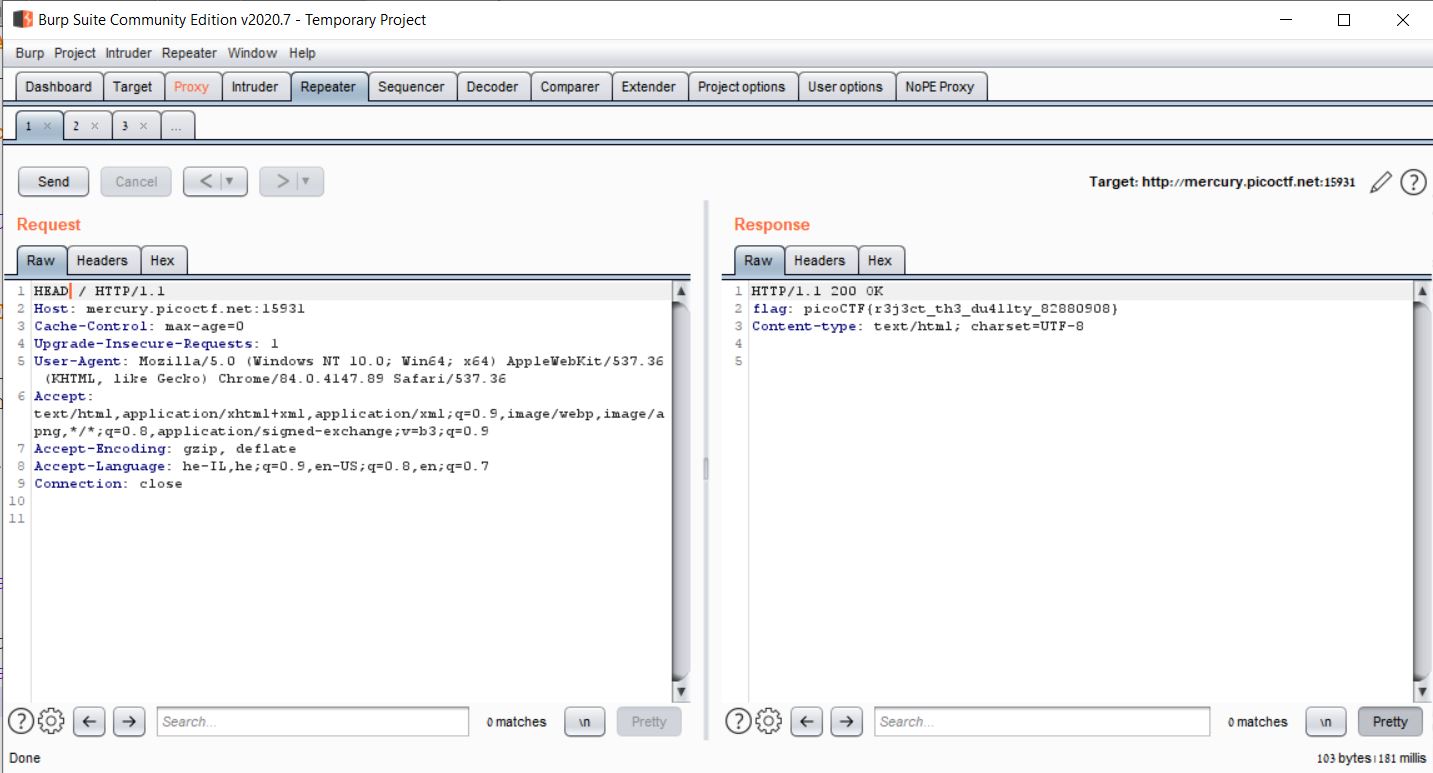 Burp Suite Community Edition v2020.7 - Temporary Project
Burp Project Intruder Repeater Window Help
Dashboard Target Proxy Intruder Repeater Sequencer Decoder Comparer Extender Project options User options NoPE Proxy
1 × 2 × 3 × ...
Send Cancel < > Target: http://mercury.picoctf.net:15931 ?
Request
Raw Headers Hex
1 HEAD / HTTP/1.1
2 Host: mercury.picoctf.net:15931
3 Cache-Control: max-age=0
4 Upgrade-Insecure-Requests: 1
5 User-Agent: Mozilla/5.0 (Windows NT 10.0; Win64; x64) AppleWebKit/537.36
(KHTML, like Gecko) Chrome/84.0.4147.89 Safari/537.36
6 Accept:
text/html,application/xhtml+xml,application/xml;q=0.9,image/webp,image/a
png,*/*;q=0.8,application/signed-exchange;v=b3;q=0.9
7 Accept-Encoding: gzip, deflate
8 Accept-Language: he-IL,he;q=0.9,en-US;q=0.8,en;q=0.7
9 Connection: close
10
11
? Search... 0 matches \n Pretty
Response
Raw Headers Hex
1 HTTP/1.1 200 OK
2 flag: picoCTF{r3j3ct_th3_du4l1ty_82880908}
3 Content-type: text/html; charset=UTF-8
4
5
? Search... 0 matches \n Pretty
Done
103 bytes | 181 millis